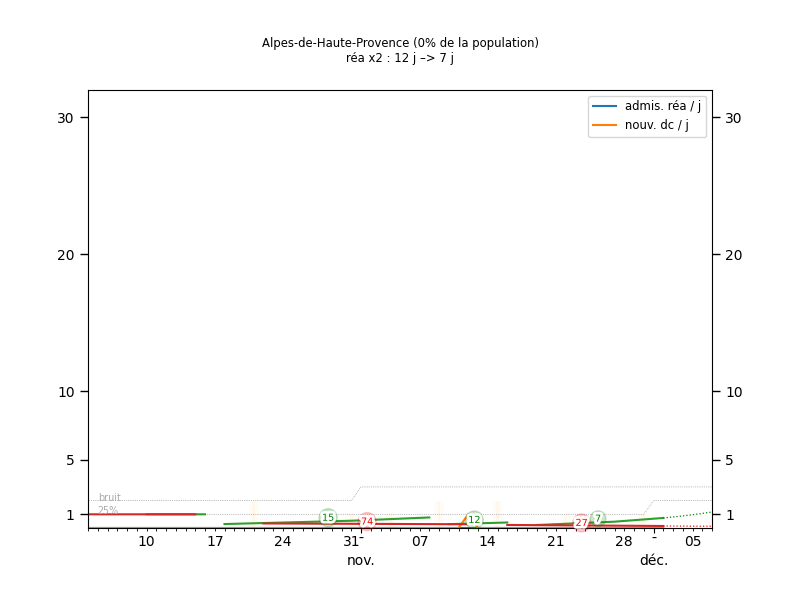 Alpes-de-Haute-Provence (0% de la population)
réa x2 : 12 j –> 7 j
admis. réa / j
nouv. dc / j
30 30
20 20
10 10
5 5
bruit
25%
1 1
15 74 12 27 7
10 17 24 31 07 14 21 28 - 05
nov. déc.